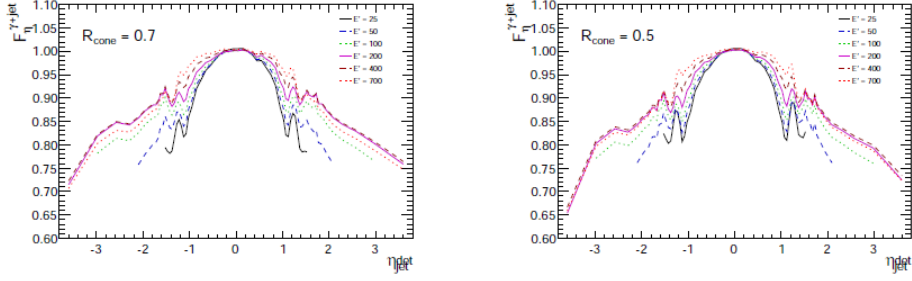 F_η^γ+jet
R_cone = 0.7
E' = 25
E' = 50
E' = 100
E' = 200
E' = 400
E' = 700
1.10
1.05
1.00
0.95
0.90
0.85
0.80
0.75
0.70
0.65
0.60
-3 -2 -1 0 1 2 3
η_jet^det
F_η^γ+jet
R_cone = 0.5
E' = 25
E' = 50
E' = 100
E' = 200
E' = 400
E' = 700
1.10
1.05
1.00
0.95
0.90
0.85
0.80
0.75
0.70
0.65
0.60
-3 -2 -1 0 1 2 3
η_jet^det